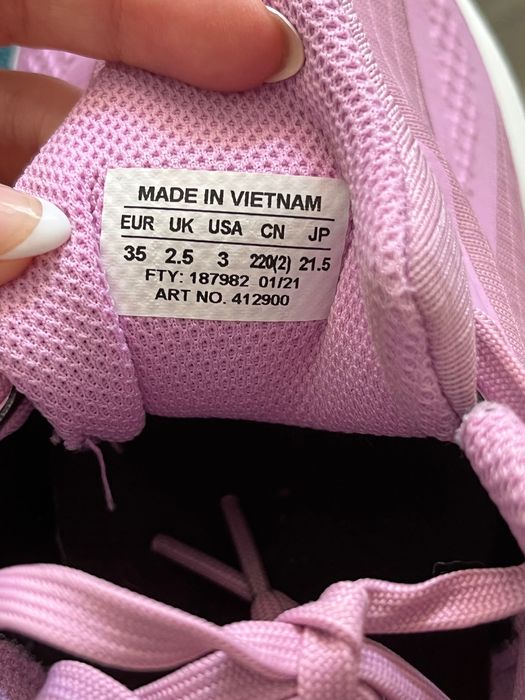 MADE IN VIETNAM
EUR UK USA CN JP
35 2.5 3 220(2) 21.5
FTY: 187982 01/21
ART NO. 412900